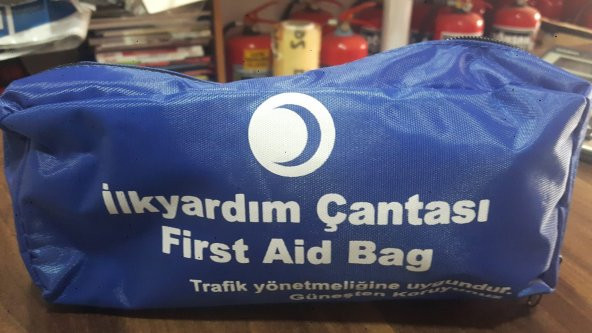 İlkyardım Çantası
First Aid Bag
Trafik yönetmeliğine uygundur.
Güneşten Koruyunuz